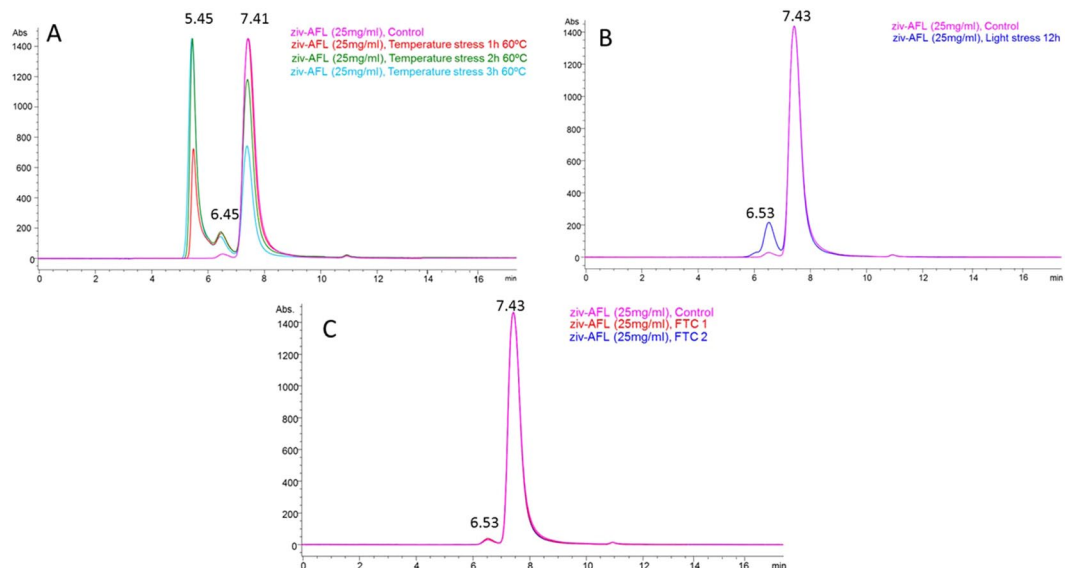 A
Abs
5.45
7.41
ziv-AFL (25mg/ml), Control
ziv-AFL (25mg/ml), Temperature stress 1h 60ºC
ziv-AFL (25mg/ml), Temperature stress 2h 60ºC
ziv-AFL (25mg/ml), Temperature stress 3h 60ºC
1400
1200
1000
800
600
400
200
0
6.45
0 2 4 6 8 10 12 14 16 min
B
Abs
7.43
ziv-AFL (25mg/ml), Control
ziv-AFL (25mg/ml), Light stress 12h
1400
1200
1000
800
600
400
200
0
6.53
0 2 4 6 8 10 12 14 16 min
C
Abs.
7.43
ziv-AFL (25mg/ml), Control
ziv-AFL (25mg/ml), FTC 1
ziv-AFL (25mg/ml), FTC 2
1400
1200
1000
800
600
400
200
0
6.53
0 2 4 6 8 10 12 14 16 min